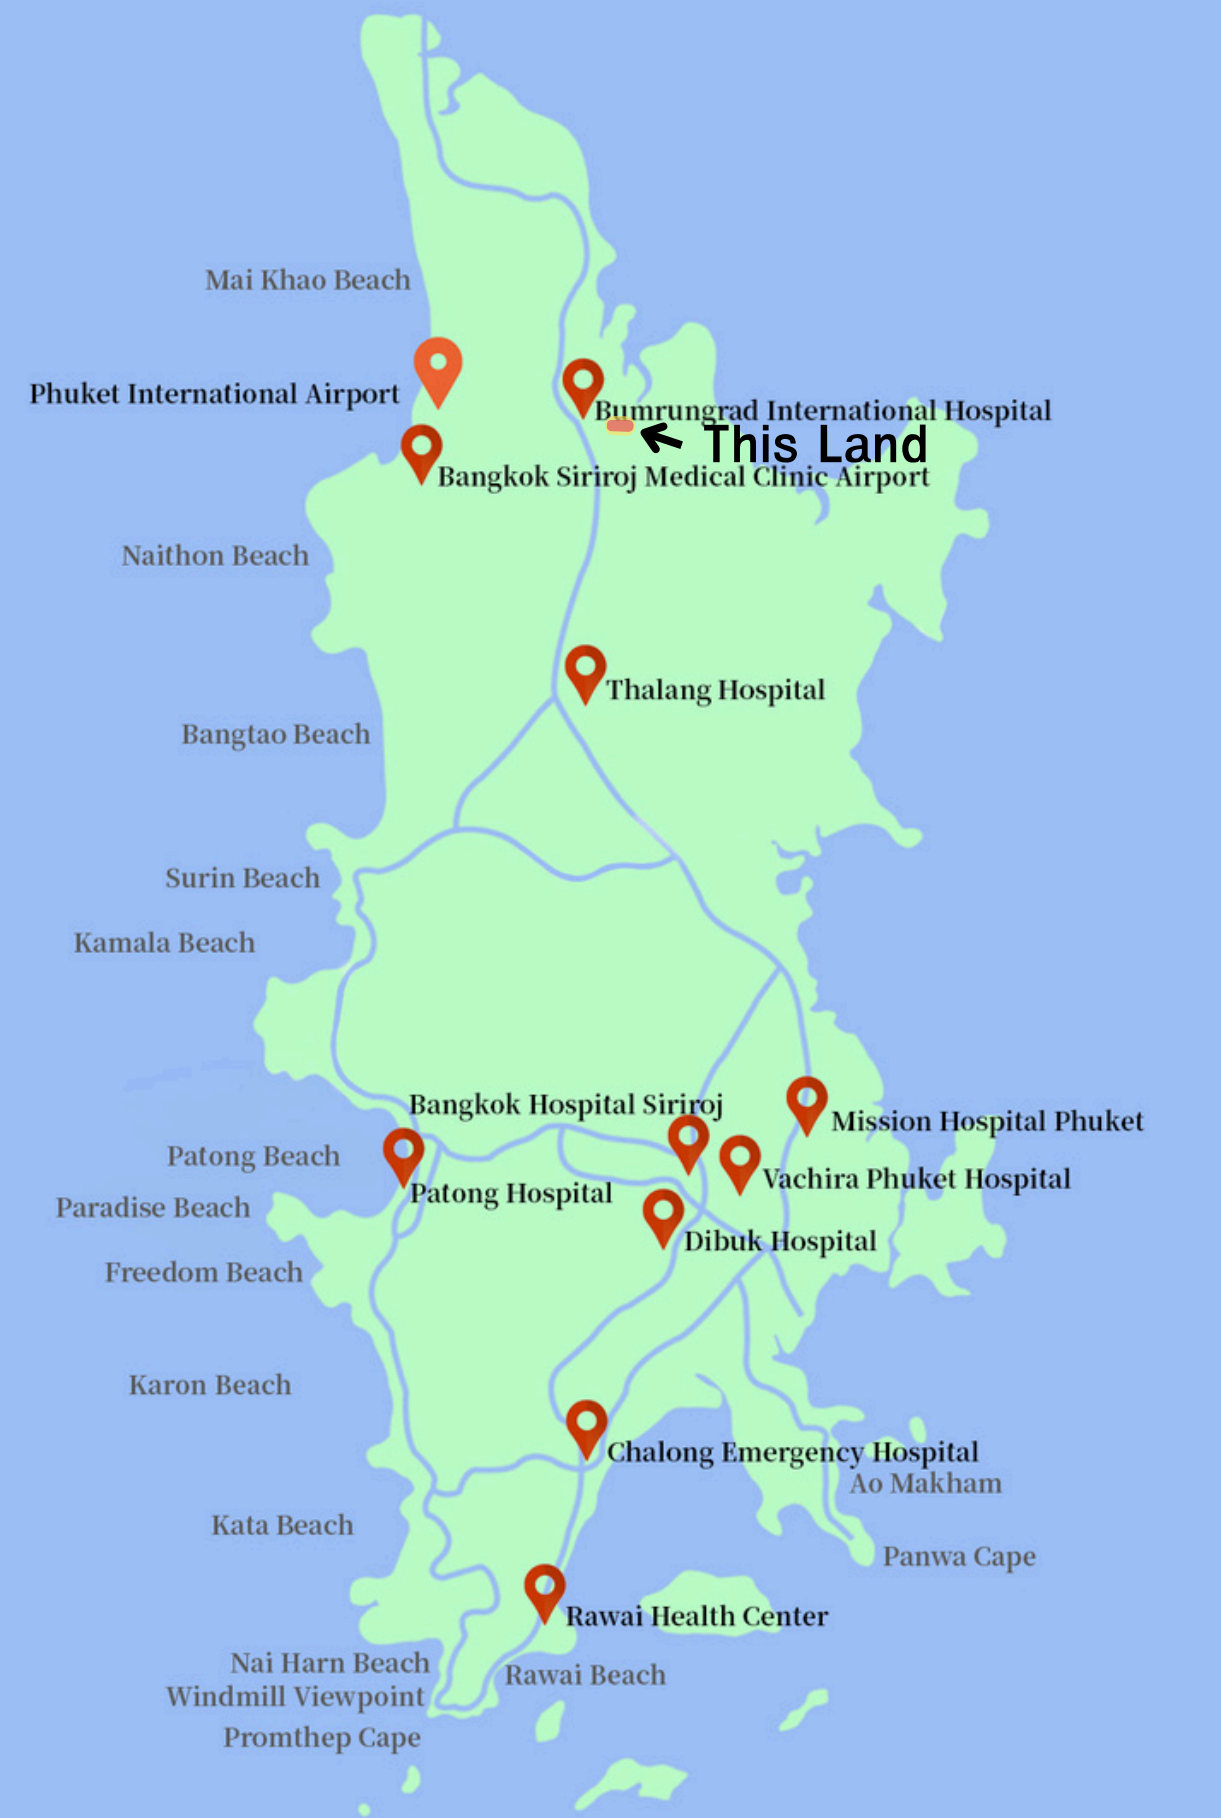 Mai Khao Beach
Phuket International Airport
Bumrungrad International Hospital
This Land
Bangkok Siriroj Medical Clinic Airport
Naithon Beach
Thalang Hospital
Bangtao Beach
Surin Beach
Kamala Beach
Bangkok Hospital Siriroj
Mission Hospital Phuket
Patong Beach
Vachira Phuket Hospital
Patong Hospital
Paradise Beach
Dibuk Hospital
Freedom Beach
Karon Beach
Chalong Emergency Hospital
Ao Makham
Kata Beach
Panwa Cape
Rawai Health Center
Nai Harn Beach
Rawai Beach
Windmill Viewpoint
Promthep Cape